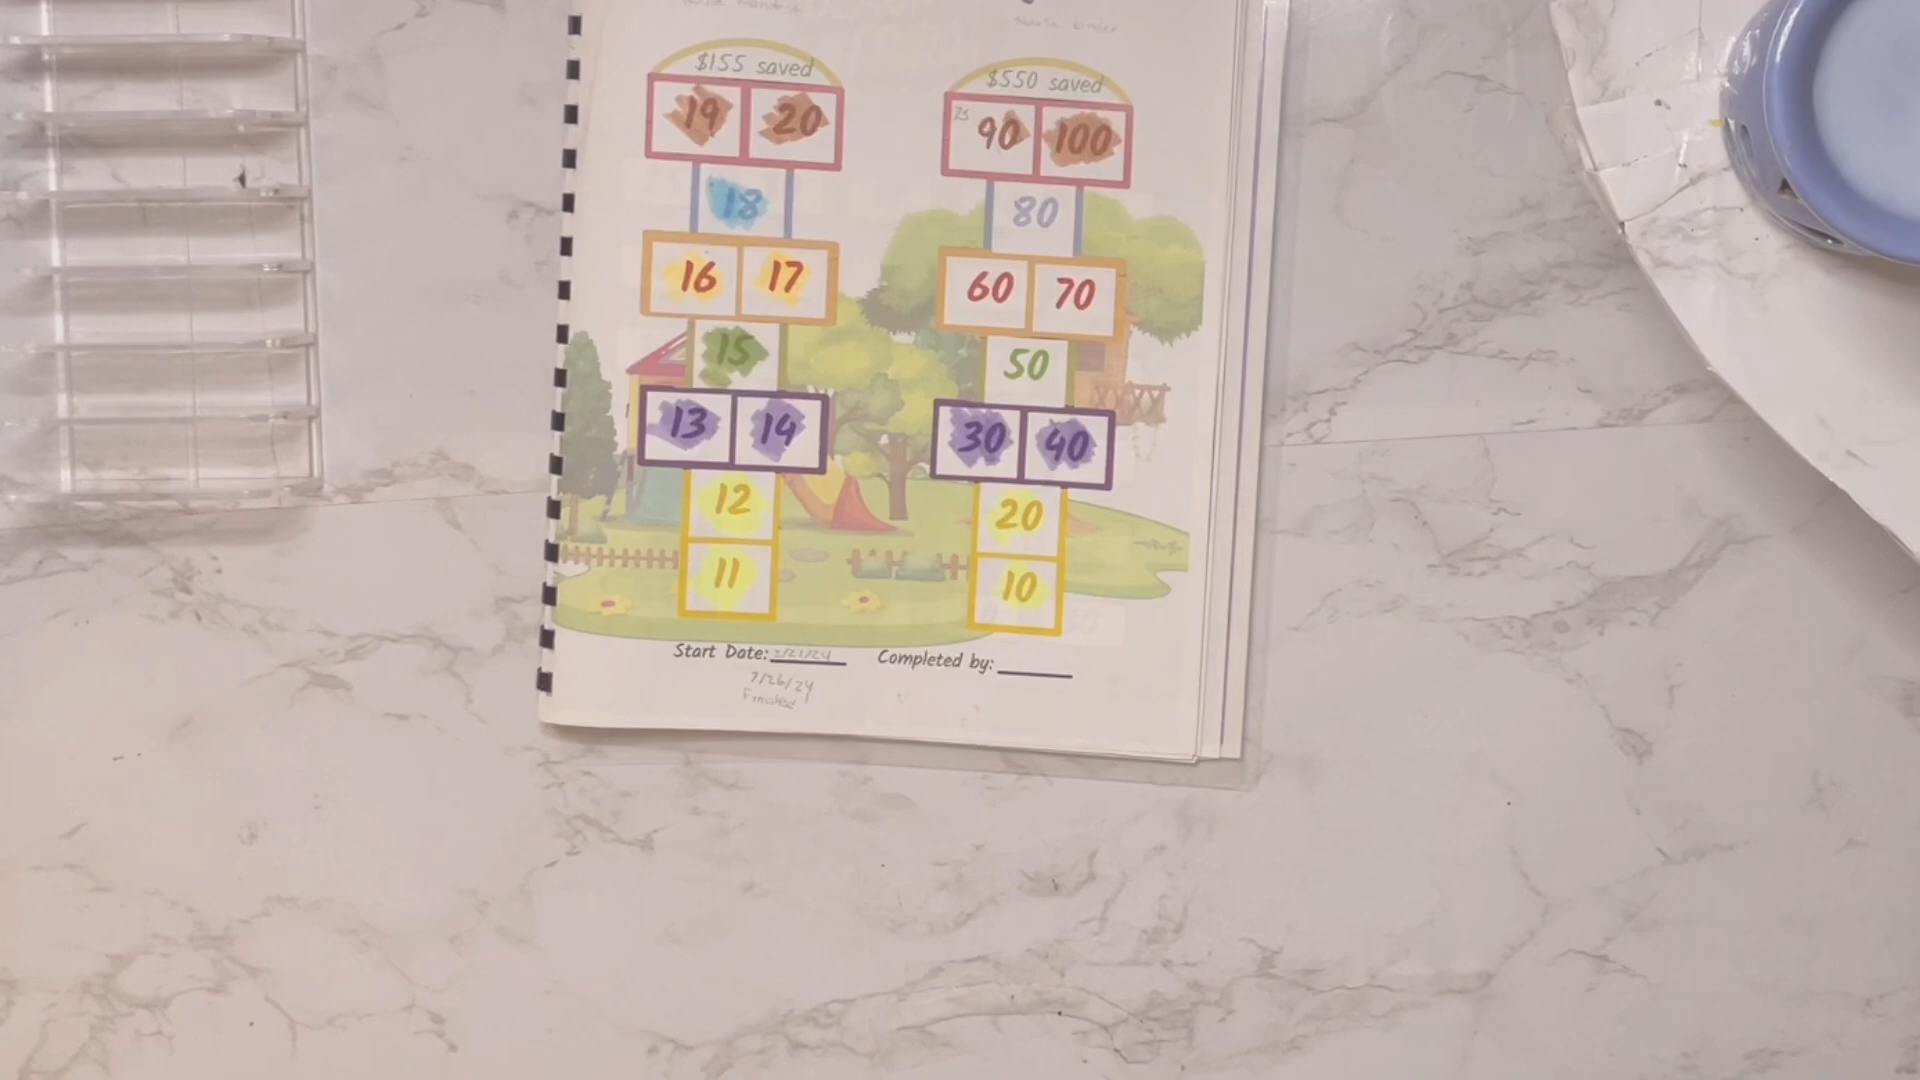 $155 saved
19 20
18
16 17
15
13 14
12
11
$550 saved
75 90 100
80
60 70
50
30 40
20
10
Start Date: Completed by:
7/26/24
Finished